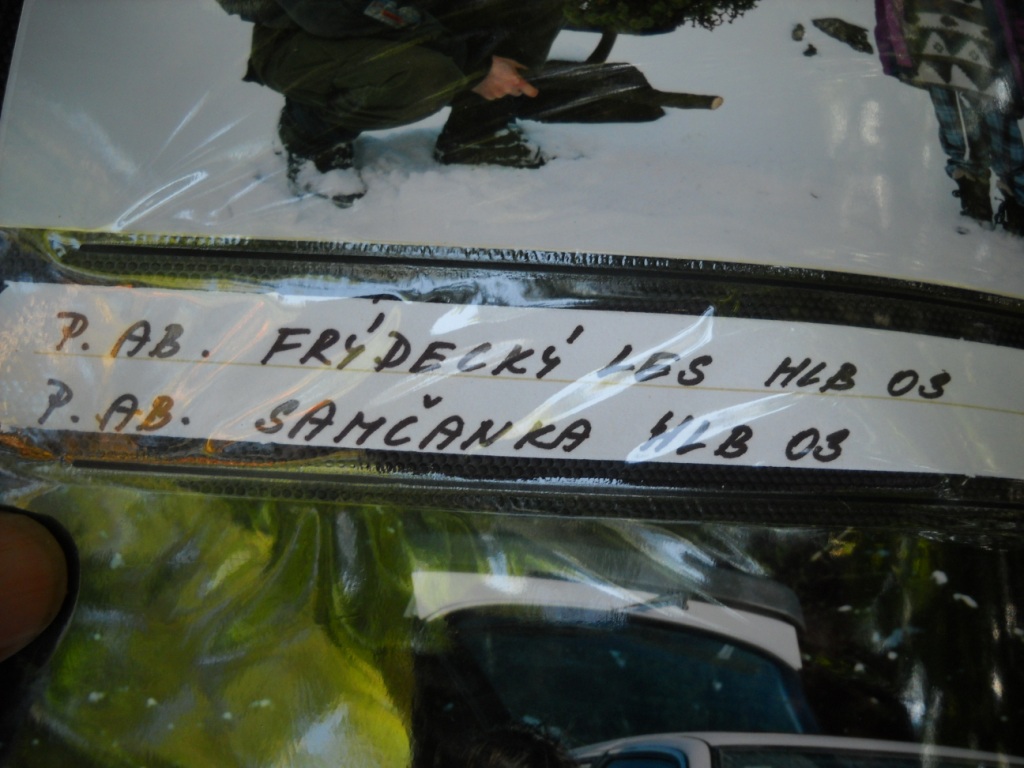 P. AB. FRÝDECKÝ LES HLB 03
P. AB. SAMČANKA HLB 03